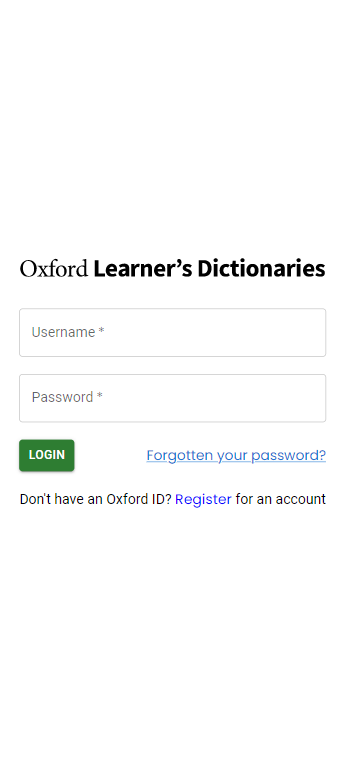 Oxford Learner’s Dictionaries
Username *
Password *
LOGIN
Forgotten your password?
Don't have an Oxford ID? Register for an account